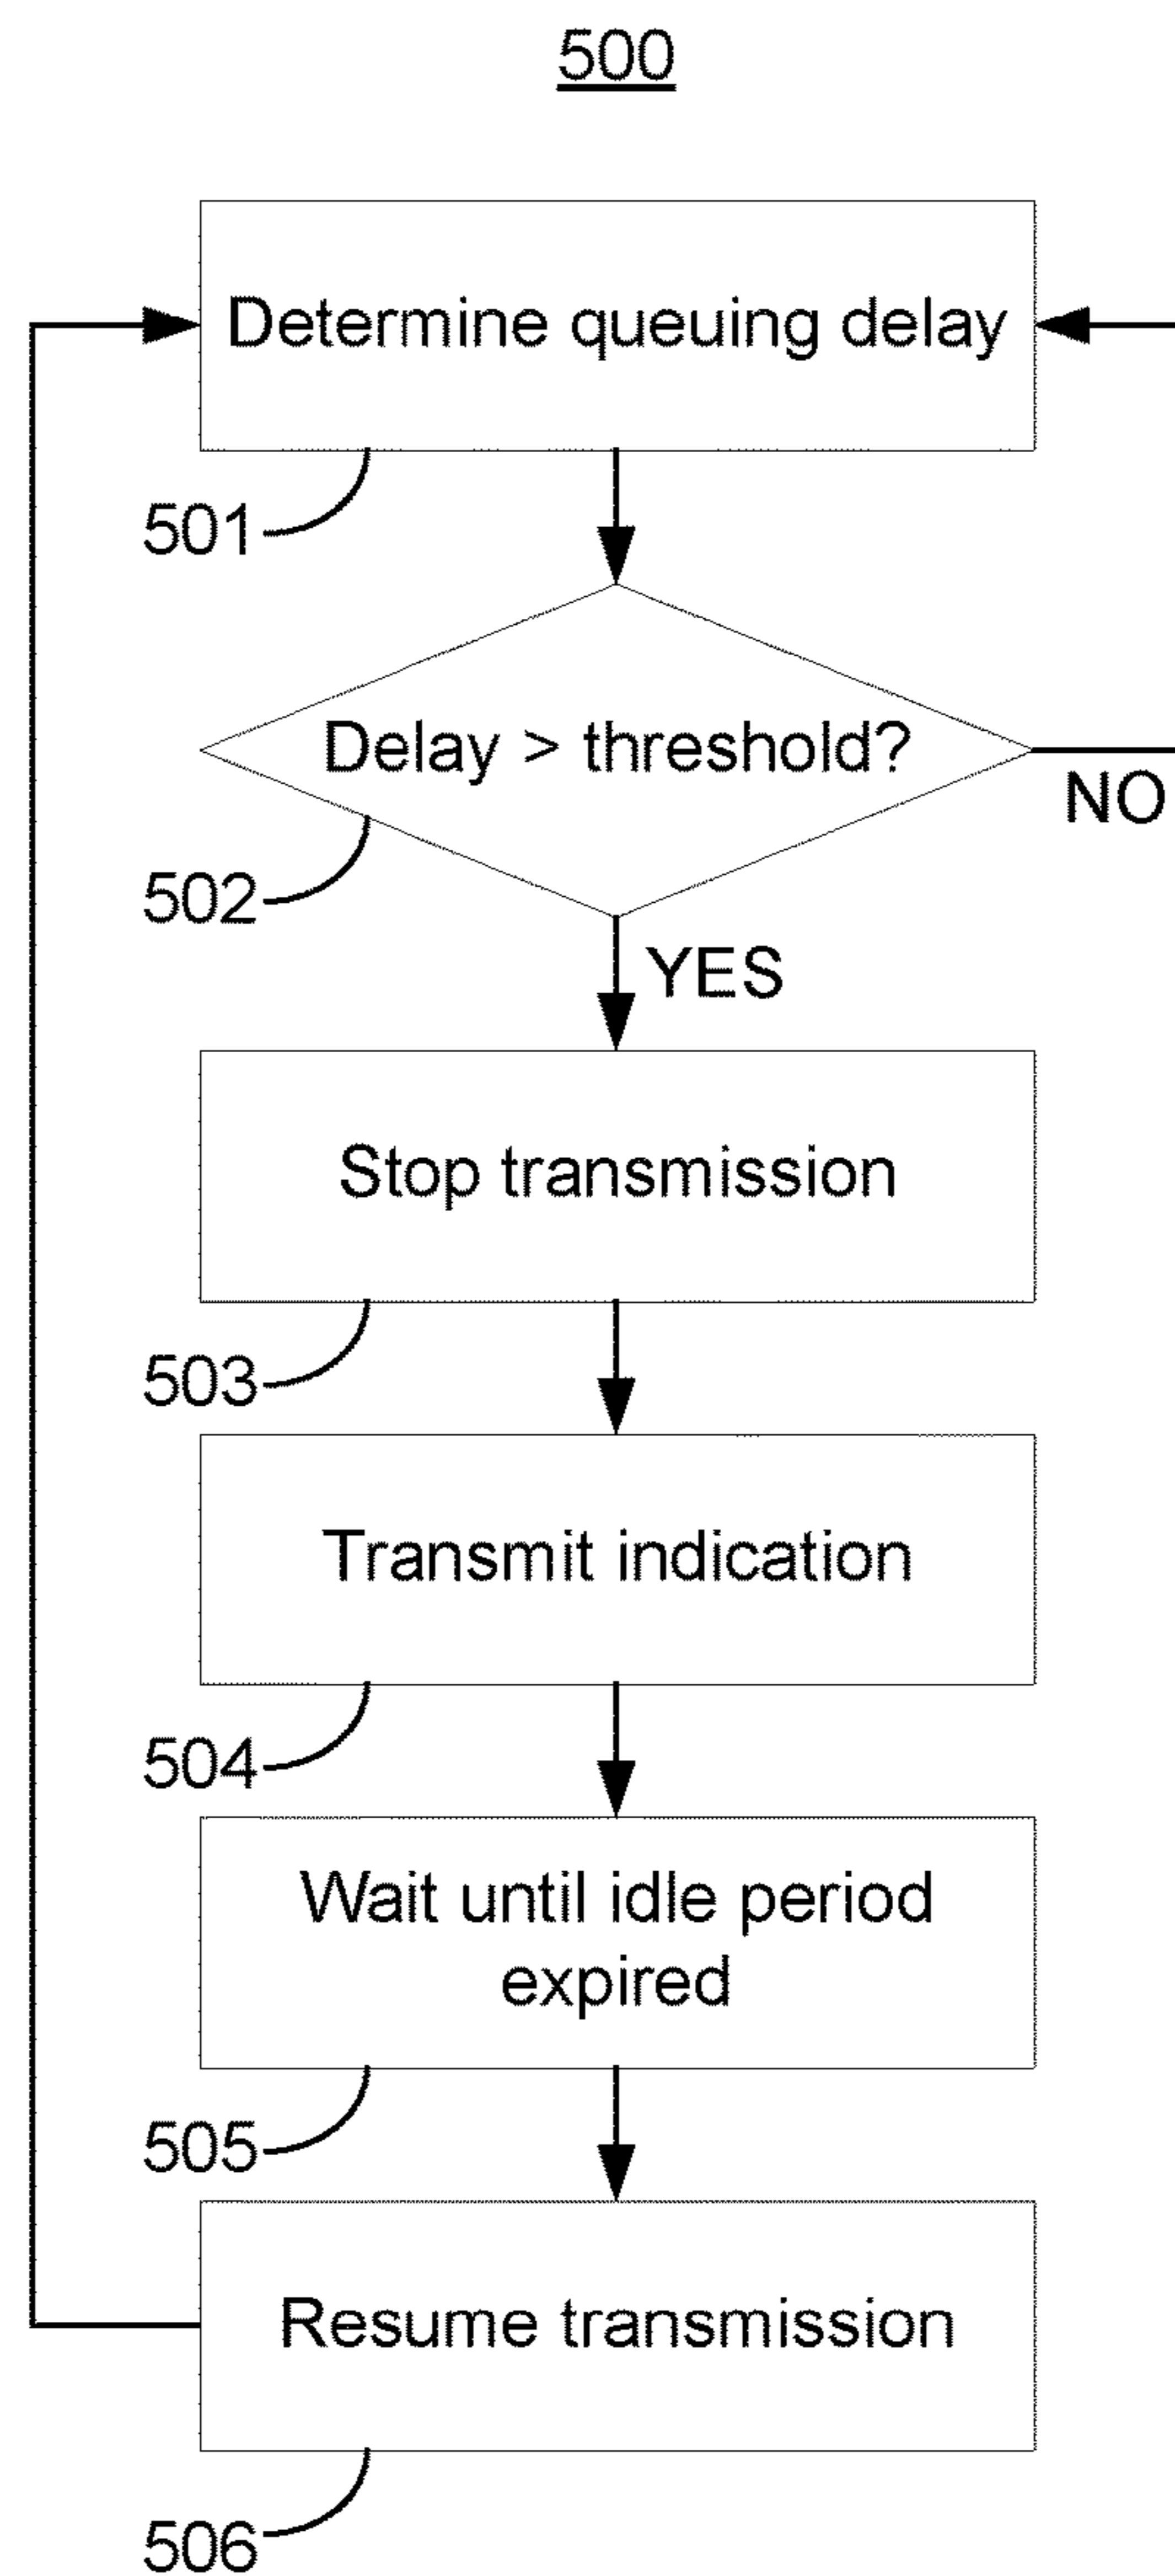 500
Determine queuing delay
501
Delay > threshold?
NO
502
YES
Stop transmission
503
Transmit indication
504
Wait until idle period
expired
505
Resume transmission
506